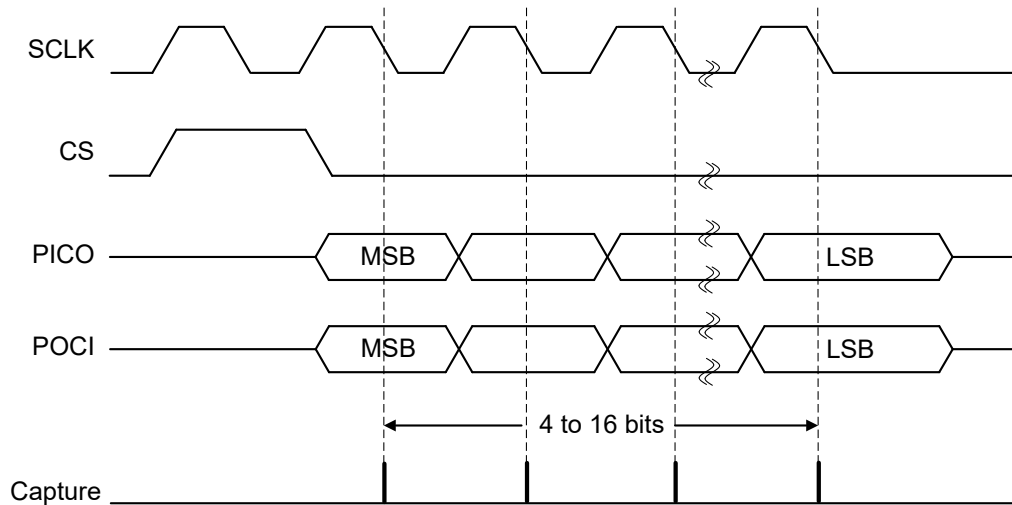 SCLK
CS
PICO
MSB
LSB
POCI
MSB
LSB
4 to 16 bits
Capture